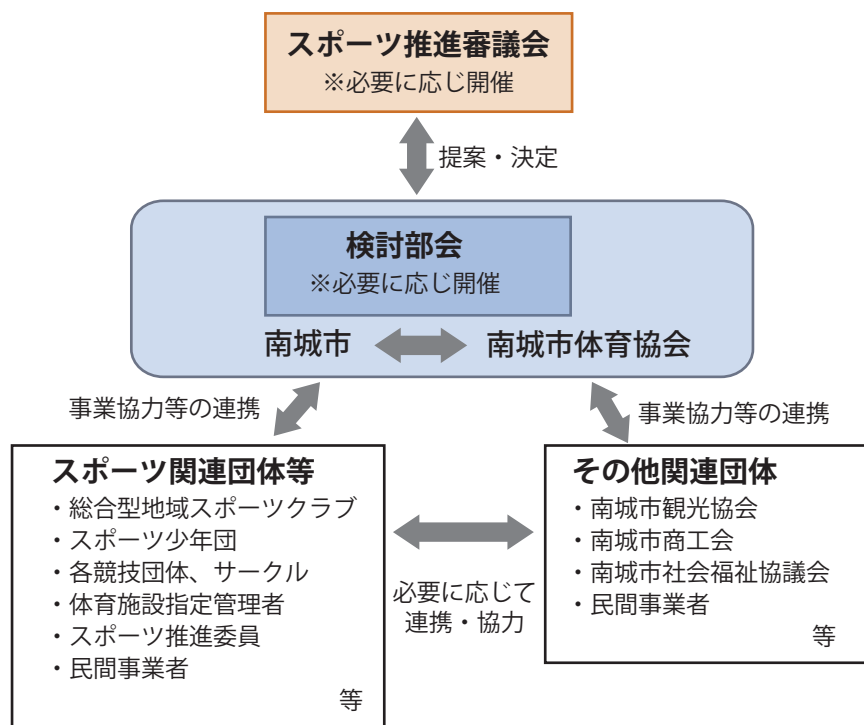 スポーツ推進審議会
※必要に応じ開催
提案・決定
検討部会
※必要に応じ開催
南城市
南城市体育協会
事業協力等の連携
事業協力等の連携
スポーツ関連団体等
・総合型地域スポーツクラブ
・スポーツ少年団
・各競技団体、サークル
・体育施設指定管理者
・スポーツ推進委員
・民間事業者
等
必要に応じて
連携・協力
その他関連団体
・南城市観光協会
・南城市商工会
・南城市社会福祉協議会
・民間事業者
等